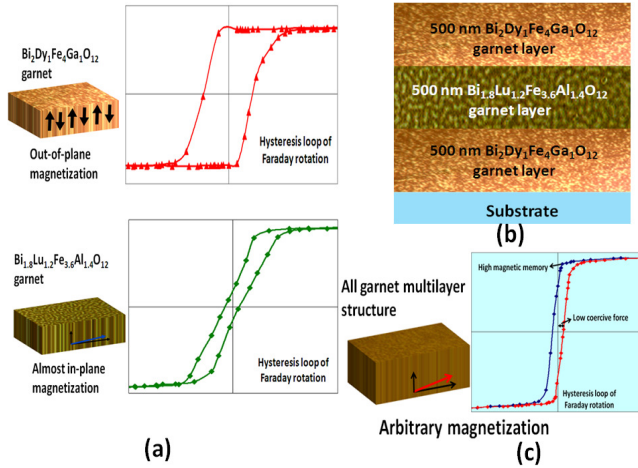 (a)
Bi₂Dy₁Fe₄Ga₁O₁₂
garnet
Out-of-plane
magnetization
Hysteresis loop of
Faraday rotation
Bi₁.₈Lu₁.₂Fe₃.₆Al₁.₄O₁₂
garnet
Almost in-plane
magnetization
Hysteresis loop of
Faraday rotation
(a)
500 nm Bi₂Dy₁Fe₄Ga₁O₁₂
garnet layer
500 nm Bi₁.₈Lu₁.₂Fe₃.₆Al₁.₄O₁₂
garnet layer
500 nm Bi₂Dy₁Fe₄Ga₁O₁₂
garnet layer
Substrate
(b)
All garnet multilayer
structure
High magnetic memory
Low coercive force
Hysteresis loop of
Faraday rotation
Arbitrary magnetization
(c)